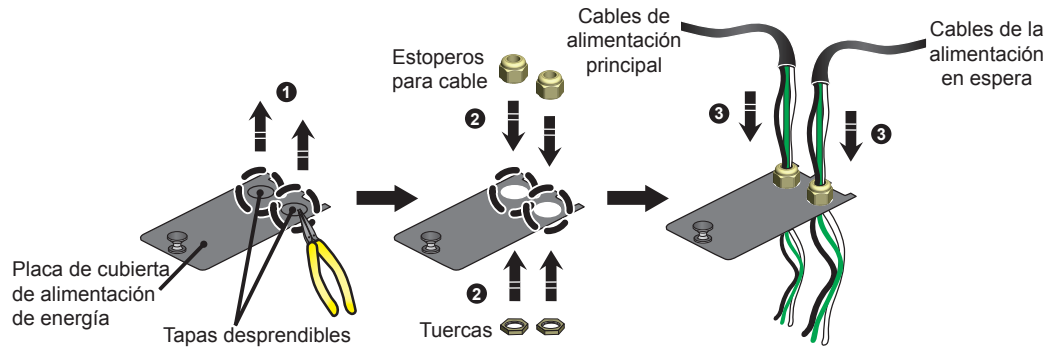 Cables de
alimentación
principal
Cables de la
alimentación
en espera
Estoperos
para cable
1
2
3
3
Placa de cubierta
de alimentación
de energía
Tapas desprendibles
2
Tuercas